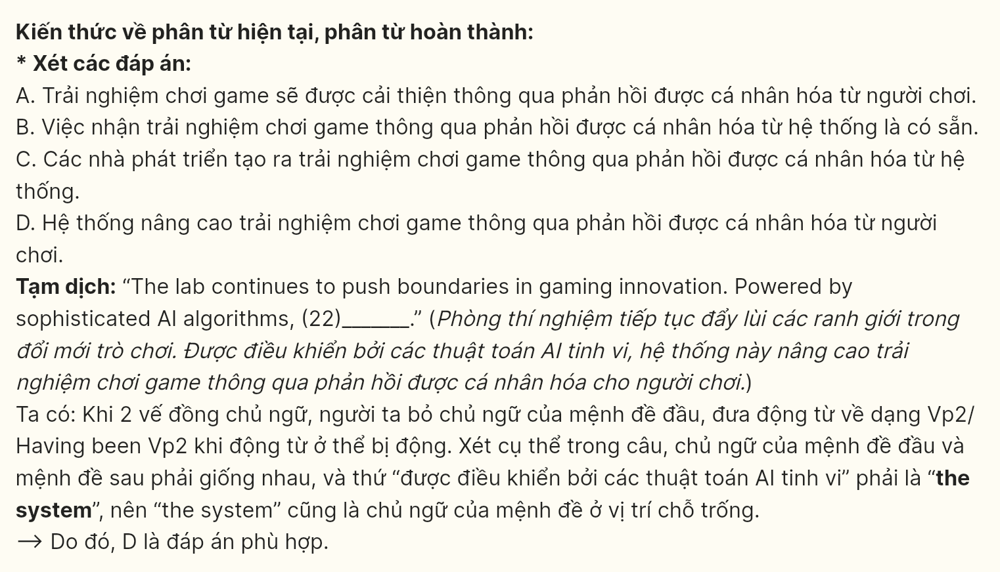 Kiến thức về phân từ hiện tại, phân từ hoàn thành:
* Xét các đáp án:
A. Trải nghiệm chơi game sẽ được cải thiện thông qua phản hồi được cá nhân hóa từ người chơi.
B. Việc nhận trải nghiệm chơi game thông qua phản hồi được cá nhân hóa từ hệ thống là có sẵn.
C. Các nhà phát triển tạo ra trải nghiệm chơi game thông qua phản hồi được cá nhân hóa từ hệ
thống.
D. Hệ thống nâng cao trải nghiệm chơi game thông qua phản hồi được cá nhân hóa từ người
chơi.
Tạm dịch: “The lab continues to push boundaries in gaming innovation. Powered by
sophisticated AI algorithms, (22)_______.” (Phòng thí nghiệm tiếp tục đẩy lùi các ranh giới trong
đổi mới trò chơi. Được điều khiển bởi các thuật toán AI tinh vi, hệ thống này nâng cao trải
nghiệm chơi game thông qua phản hồi được cá nhân hóa cho người chơi.)
Ta có: Khi 2 vế đồng chủ ngữ, người ta bỏ chủ ngữ của mệnh đề đầu, đưa động từ về dạng Vp2/
Having been Vp2 khi động từ ở thể bị động. Xét cụ thể trong câu, chủ ngữ của mệnh đề đầu và
mệnh đề sau phải giống nhau, và thứ “được điều khiển bởi các thuật toán AI tinh vi” phải là “the
system”, nên “the system” cũng là chủ ngữ của mệnh đề ở vị trí chỗ trống.
⟶ Do đó, D là đáp án phù hợp.